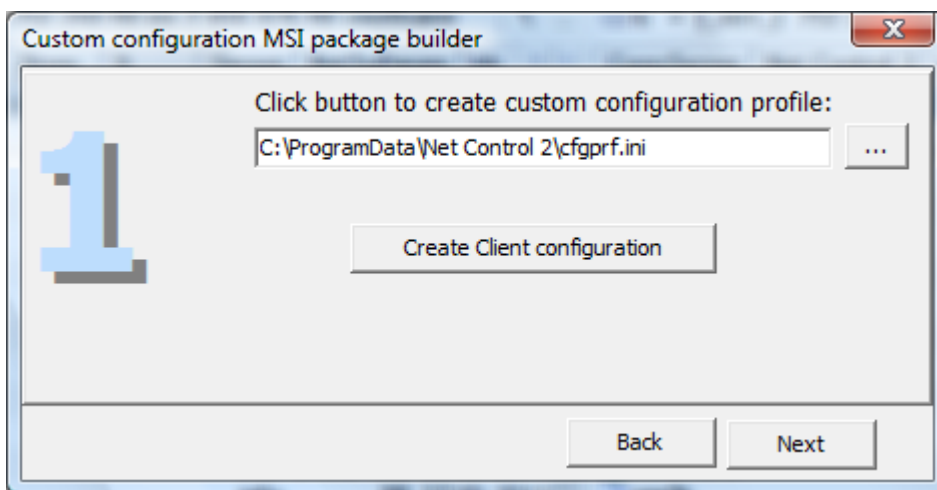 Custom configuration MSI package builder
1
Click button to create custom configuration profile:
C:\ProgramData\Net Control 2\cfgprf.ini
...
Create Client configuration
Back
Next